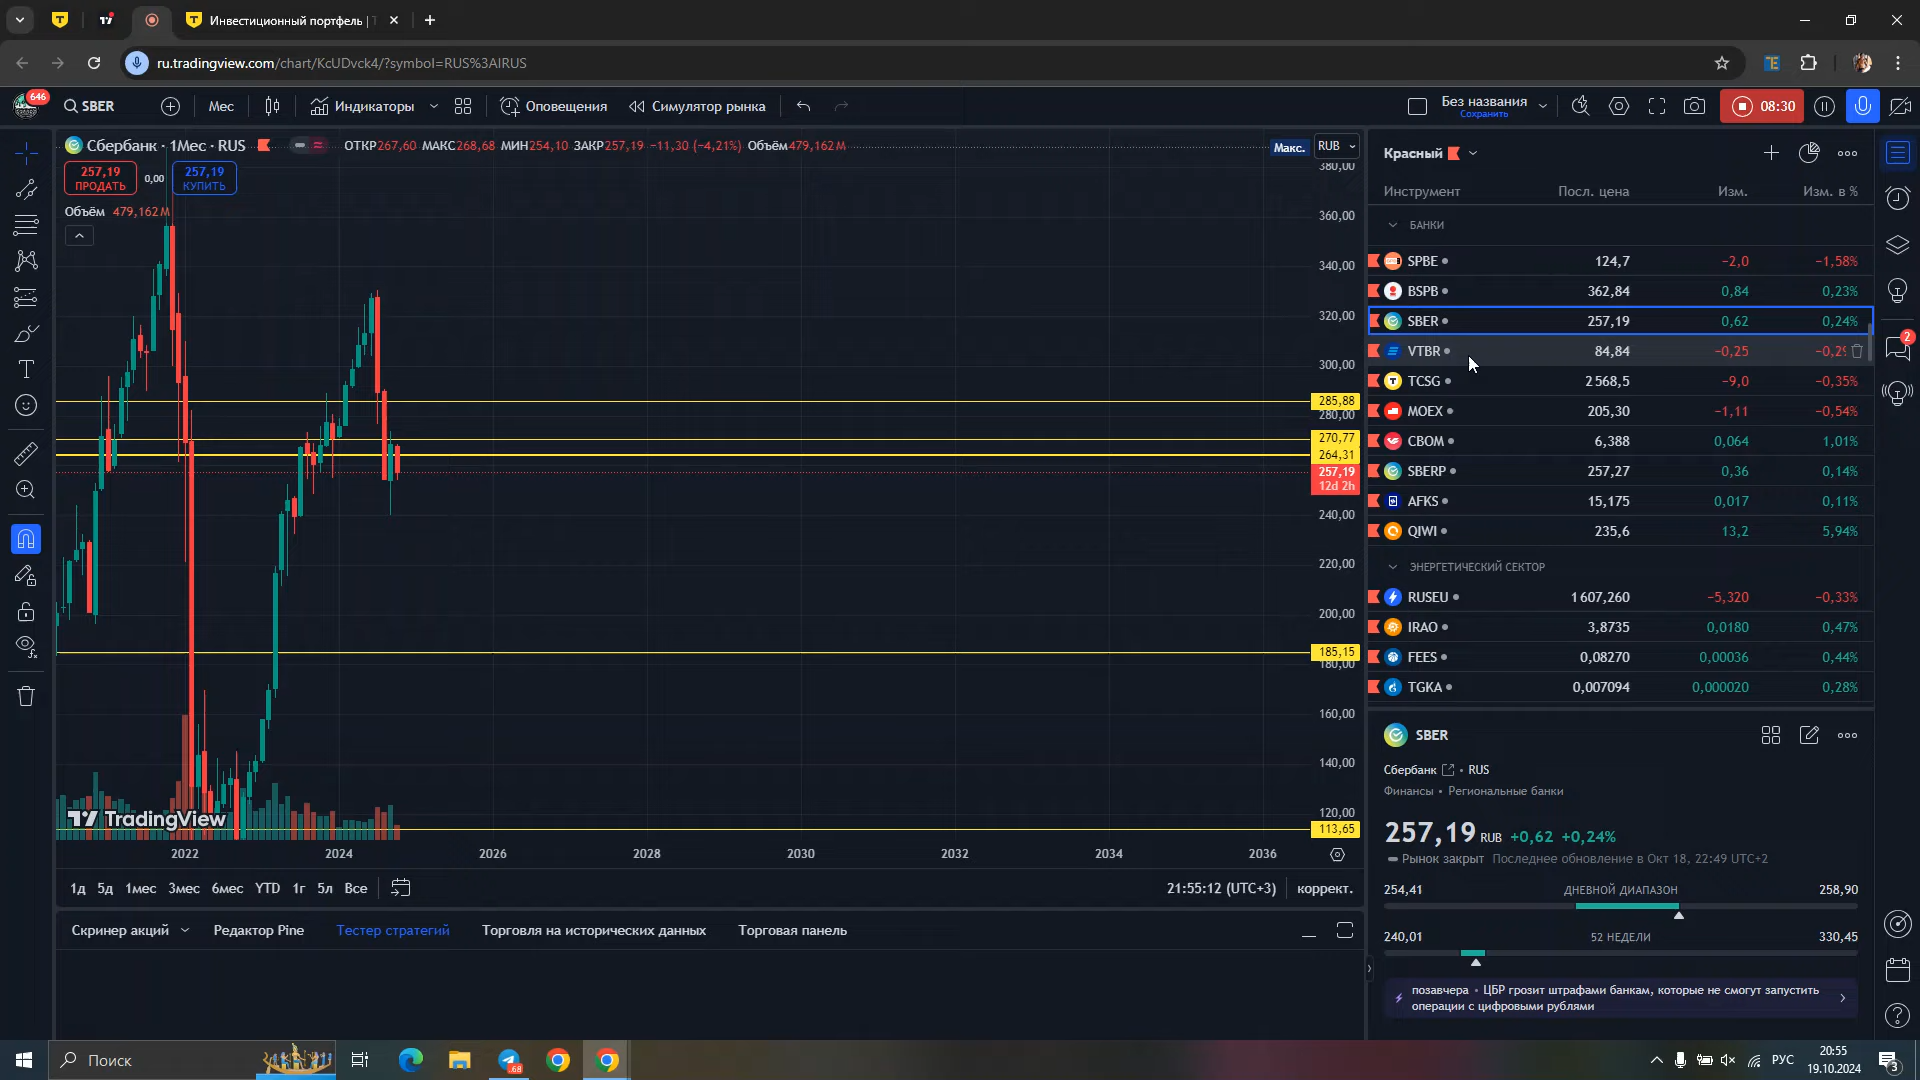 Инвестиционный портфель | Т
ru.tradingview.com/chart/KcUDvck4/?symbol=RUS%3AIRUS
646
SBER
Мес
Индикаторы
Оповещения
Симулятор рынка
Без названия
Сохранить
08:30
Сбербанк · 1Мес · RUS
ОТКР267,60 МАКС268,68 МИН254,10 ЗАКР257,19 −11,30 (−4,21%) Объём479,162M
Макс.
RUB
257,19
ПРОДАТЬ
0,00
257,19
КУПИТЬ
Объём 479,162M
380,00
360,00
340,00
320,00
300,00
285,88
280,00
270,77
264,31
257,19
12d 2h
240,00
220,00
200,00
185,15
180,00
160,00
140,00
120,00
113,65
TradingView
2022 2024 2026 2028 2030 2032 2034 2036
1д 5д 1мес 3мес 6мес YTD 1г 5л Все
21:55:12 (UTC+3) коррект.
Скринер акций Редактор Pine Тестер стратегий Торговля на исторических данных Торговая панель
Красный
Инструмент Посл. цена Изм. Изм. в %
БАНКИ
SPBE 124,7 −2,0 −1,58%
BSPB 362,84 0,84 0,23%
SBER 257,19 0,62 0,24%
VTBR 84,84 −0,25 −0,29
TCSG 2 568,5 −9,0 −0,35%
MOEX 205,30 −1,11 −0,54%
CBOM 6,388 0,064 1,01%
SBERP 257,27 0,36 0,14%
AFKS 15,175 0,017 0,11%
QIWI 235,6 13,2 5,94%
ЭНЕРГЕТИЧЕСКИЙ СЕКТОР
RUSEU 1 607,260 −5,320 −0,33%
IRAO 3,8735 0,0180 0,47%
FEES 0,08270 0,00036 0,44%
TGKA 0,007094 0,000020 0,28%
SBER
Сбербанк • RUS
Финансы • Региональные банки
257,19 RUB +0,62 +0,24%
Рынок закрыт Последнее обновление в Окт 18, 22:49 UTC+2
254,41 ДНЕВНОЙ ДИАПАЗОН 258,90
240,01 52 НЕДЕЛИ 330,45
позавчера • ЦБР грозит штрафами банкам, которые не смогут запустить
операции с цифровыми рублями
2
Поиск
.68
РУС
20:55
19.10.2024
3